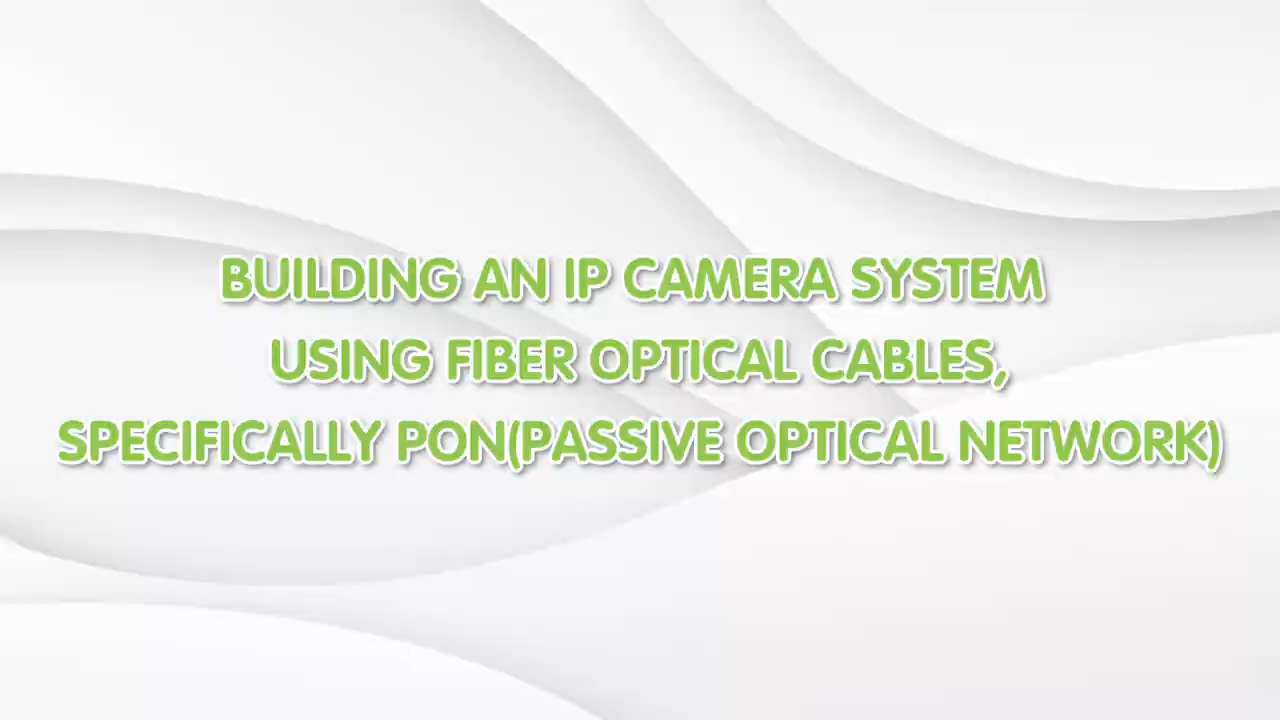 BUILDING AN IP CAMERA SYSTEM
USING FIBER OPTICAL CABLES,
SPECIFICALLY PON(PASSIVE OPTICAL NETWORK)